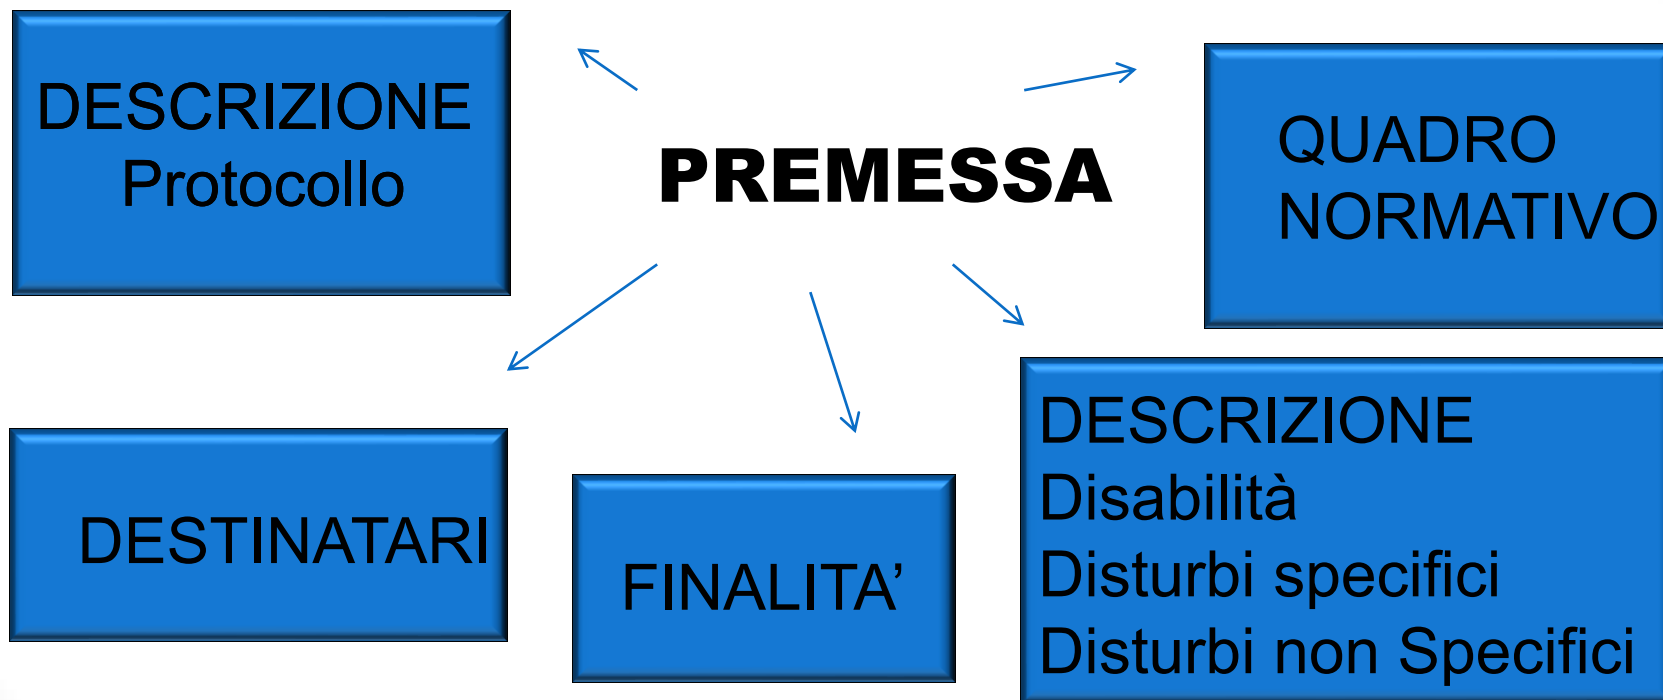 DESCRIZIONE
Protocollo
PREMESSA
QUADRO
NORMATIVO
DESTINATARI
FINALITA’
DESCRIZIONE
Disabilità
Disturbi specifici
Disturbi non Specifici